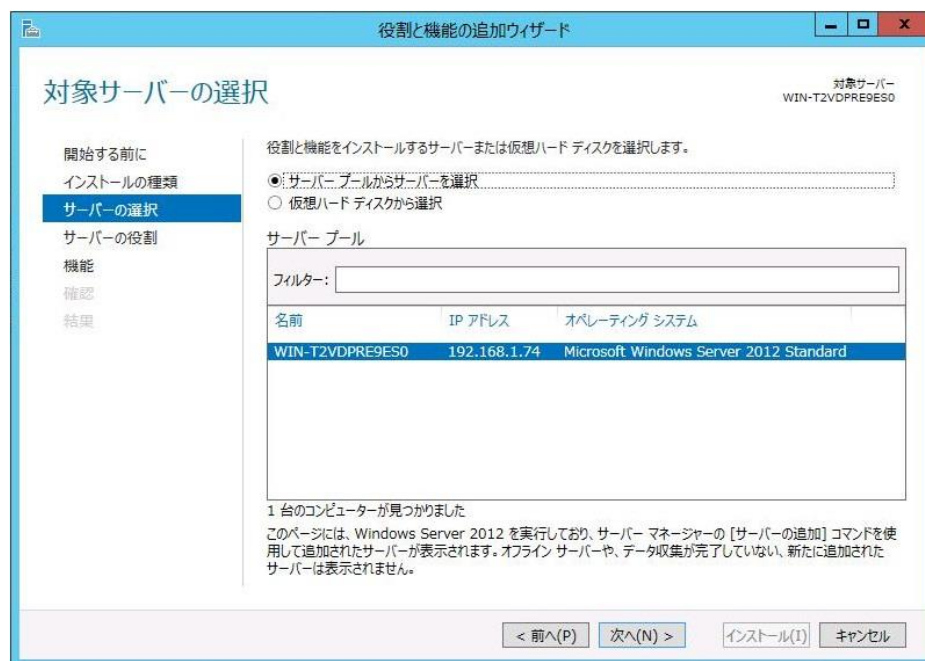 役割と機能の追加ウィザード
対象サーバーの選択
対象サーバー
WIN-T2VDPRE9ES0
開始する前に
インストールの種類
サーバーの選択
サーバーの役割
機能
確認
結果
役割と機能をインストールするサーバーまたは仮想ハード ディスクを選択します。
サーバー プールからサーバーを選択
仮想ハード ディスクから選択
サーバー プール
フィルター:
名前 IP アドレス オペレーティング システム
WIN-T2VDPRE9ES0 192.168.1.74 Microsoft Windows Server 2012 Standard
1 台のコンピューターが見つかりました
このページには、Windows Server 2012 を実行しており、サーバー マネージャーの [サーバーの追加] コマンドを使
用して追加されたサーバーが表示されます。オフライン サーバーや、データ収集が完了していない、新たに追加された
サーバーは表示されません。
< 前へ(P) 次へ(N) > インストール(I) キャンセル